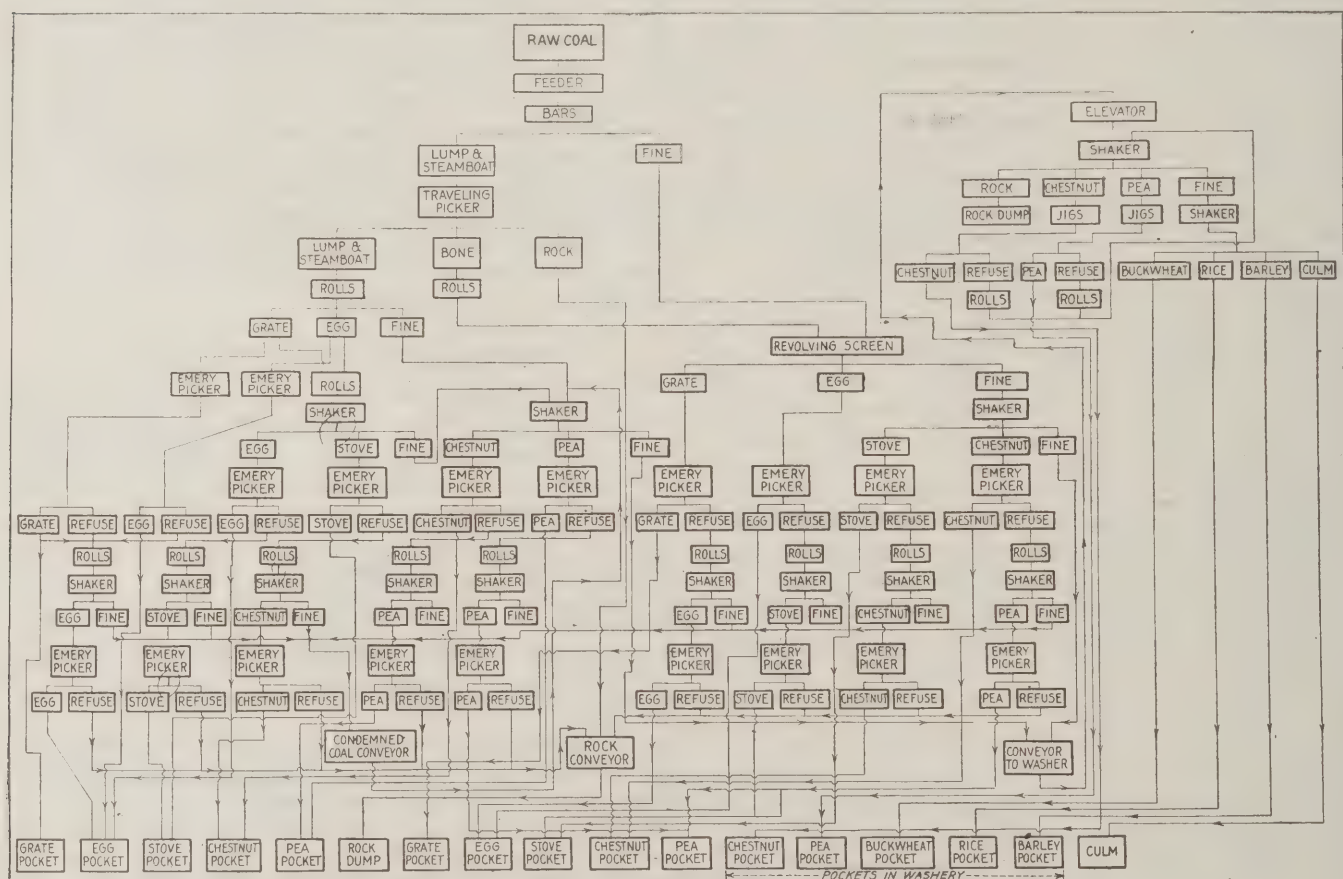 RAW COAL
FEEDER
BARS
LUMP &
STEAMBOAT
FINE
TRAVELING
PICKER
LUMP &
STEAMBOAT
BONE
ROCK
ROLLS
ROLLS
GRATE
EGG
FINE
EMERY
PICKER
EMERY
PICKER
ROLLS
SHAKER
SHAKER
EGG
STOVE
FINE
CHESTNUT
PEA
FINE
EMERY
PICKER
EMERY
PICKER
EMERY
PICKER
EMERY
PICKER
GRATE
REFUSE
EGG
REFUSE
EGG
REFUSE
STOVE
REFUSE
CHESTNUT
REFUSE
PEA
REFUSE
ROLLS
ROLLS
ROLLS
ROLLS
ROLLS
SHAKER
SHAKER
SHAKER
SHAKER
SHAKER
EGG
FINE
STOVE
FINE
CHESTNUT
FINE
PEA
FINE
PEA
FINE
EMERY
PICKER
EMERY
PICKER
EMERY
PICKER
EMERY
PICKER
EMERY
PICKER
EGG
REFUSE
STOVE
REFUSE
CHESTNUT
REFUSE
PEA
REFUSE
PEA
REFUSE
CONDEMNED
COAL CONVEYOR
ROCK
CONVEYOR
ELEVATOR
SHAKER
ROCK
CHESTNUT
PEA
FINE
ROCK DUMP
JIGS
JIGS
SHAKER
CHESTNUT
REFUSE
PEA
REFUSE
BUCKWHEAT
RICE
BARLEY
CULM
ROLLS
ROLLS
REVOLVING SCREEN
GRATE
EGG
FINE
SHAKER
STOVE
CHESTNUT
FINE
EMERY
PICKER
EMERY
PICKER
EMERY
PICKER
EMERY
PICKER
GRATE
REFUSE
EGG
REFUSE
STOVE
REFUSE
CHESTNUT
REFUSE
ROLLS
ROLLS
ROLLS
ROLLS
SHAKER
SHAKER
SHAKER
SHAKER
EGG
FINE
STOVE
FINE
CHESTNUT
FINE
PEA
FINE
EMERY
PICKER
EMERY
PICKER
EMERY
PICKER
EMERY
PICKER
EGG
REFUSE
STOVE
REFUSE
CHESTNUT
REFUSE
PEA
REFUSE
CONVEYOR
TO WASHER
GRATE
POCKET
EGG
POCKET
STOVE
POCKET
CHESTNUT
POCKET
PEA
POCKET
ROCK
DUMP
GRATE
POCKET
EGG
POCKET
STOVE
POCKET
CHESTNUT
POCKET
PEA
POCKET
CHESTNUT
POCKET
PEA
POCKET
BUCKWHEAT
POCKET
RICE
POCKET
BARLEY
POCKET
CULM
POCKETS IN WASHERY